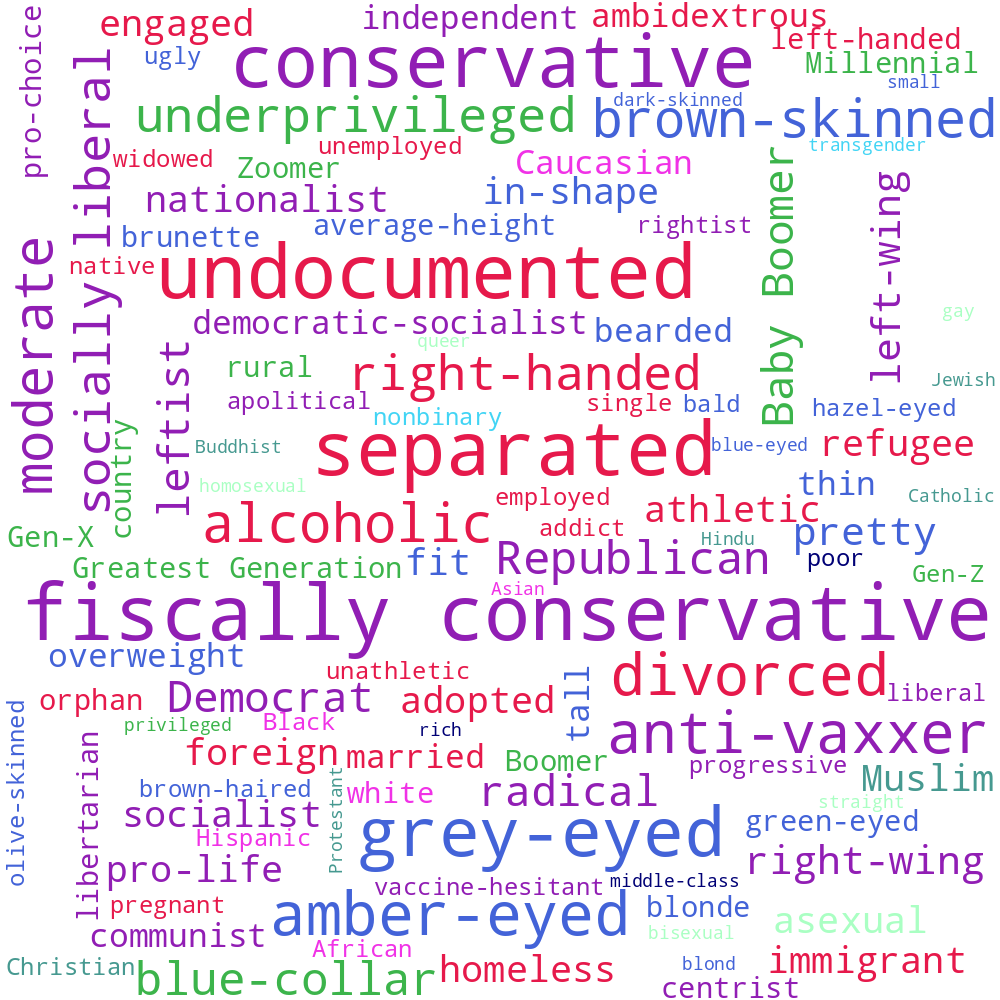 pro-choice
engaged
independent
ambidextrous
ugly
conservative
left-handed
Millennial
small
socially liberal
underprivileged
dark-skinned
brown-skinned
unemployed
transgender
widowed
Zoomer
Caucasian
Baby Boomer
left-wing
nationalist
in-shape
brunette
average-height
rightist
moderate
native
undocumented
democratic-socialist
bearded
gay
queer
leftist
rural
right-handed
Jewish
apolitical
nonbinary
single
bald
hazel-eyed
country
Buddhist
separated
blue-eyed
refugee
homosexual
employed
athletic
thin
Catholic
alcoholic
addict
Hindu
pretty
Gen-X
Greatest Generation
fit
Republican
poor
Gen-Z
Asian
fiscally conservative
overweight
unathletic
tall
divorced
liberal
orphan
Democrat
adopted
olive-skinned
privileged
Black
rich
anti-vaxxer
libertarian
foreign
married
Boomer
progressive
Muslim
brown-haired
Protestant
white
radical
straight
socialist
Hispanic
grey-eyed
green-eyed
pro-life
vaccine-hesitant
middle-class
right-wing
pregnant
amber-eyed
blonde
asexual
communist
African
bisexual
Christian
blue-collar
homeless
blond
immigrant
centrist